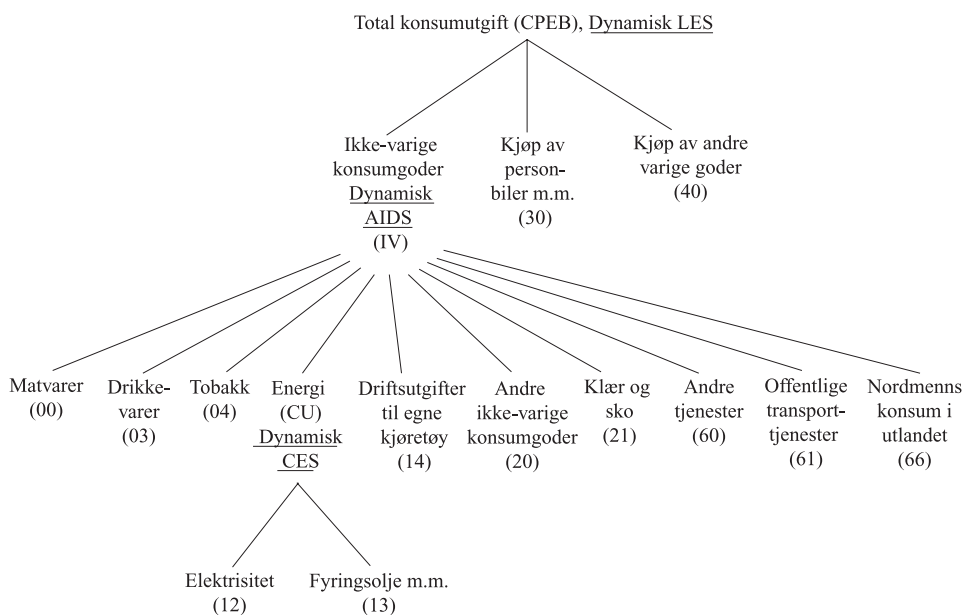 Total konsumutgift (CPEB), Dynamisk LES
Ikke-varige
konsumgoder
Dynamisk
AIDS
(IV)
Kjøp av
person-
biler m.m.
(30)
Kjøp av andre
varige goder
(40)
Matvarer
(00)
Drikke-
varer
(03)
Tobakk
(04)
Energi
(CU)
Dynamisk
CES
Driftsutgifter
til egne
kjøretøy
(14)
Andre
ikke-varige
konsumgoder
(20)
Klær og
sko
(21)
Andre
tjenester
(60)
Offentlige
transport-
tjenester
(61)
Nordmenns
konsum i
utlandet
(66)
Elektrisitet
(12)
Fyringsolje m.m.
(13)